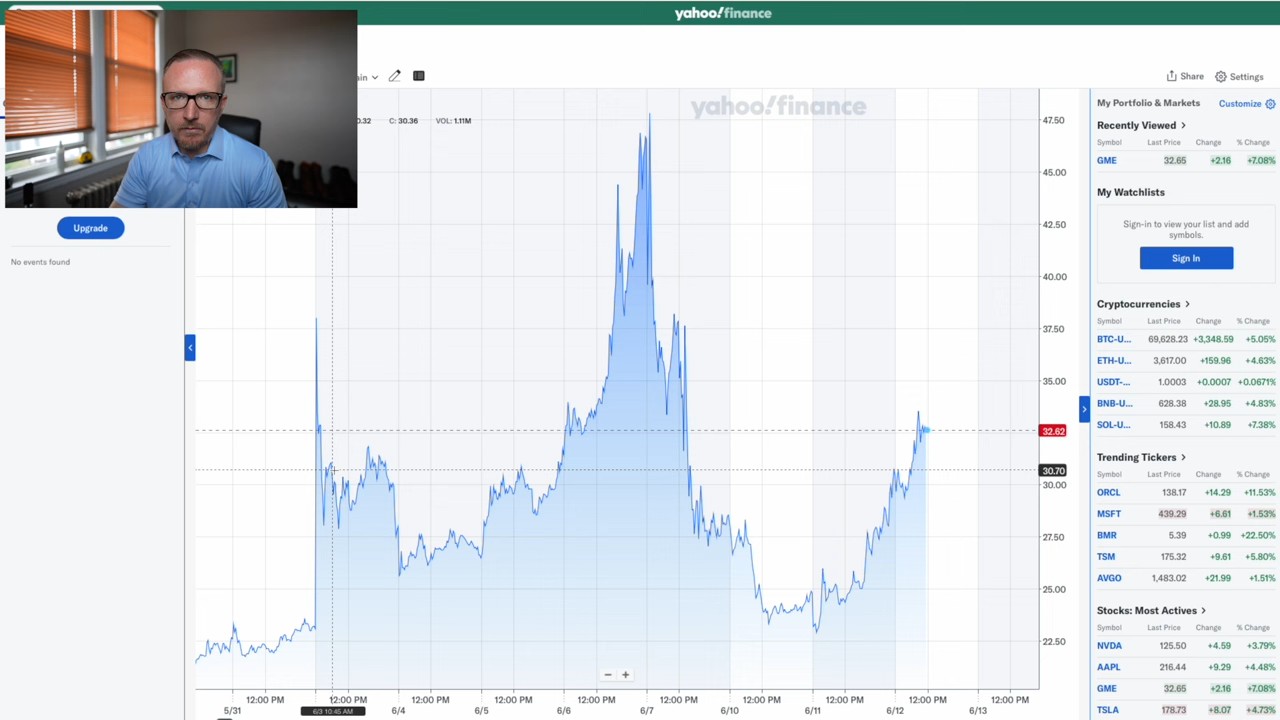 yahoo!finance
ain
Share
Settings
0.32 C: 30.36 VOL: 1.11M
yahoo!finance
My Portfolio & Markets
Customize
Recently Viewed
Symbol Last Price Change % Change
GME 32.65 +2.16 +7.08%
My Watchlists
Sign-in to view your list and add
symbols.
Sign In
Upgrade
No events found
Cryptocurrencies
Symbol Last Price Change % Change
BTC-U... 69,628.23 +3,348.59 +5.05%
ETH-U... 3,617.00 +159.96 +4.63%
USDT-... 1.0003 +0.0007 +0.0671%
BNB-U... 628.38 +28.95 +4.83%
SOL-U... 158.43 +10.89 +7.38%
Trending Tickers
Symbol Last Price Change % Change
ORCL 138.17 +14.29 +11.53%
MSFT 439.29 +6.61 +1.53%
BMR 5.39 +0.99 +22.50%
TSM 175.32 +9.61 +5.80%
AVGO 1,483.02 +21.99 +1.51%
Stocks: Most Actives
Symbol Last Price Change % Change
NVDA 125.50 +4.59 +3.79%
AAPL 216.44 +9.29 +4.48%
GME 32.65 +2.16 +7.08%
TSLA 178.73 +8.07 +4.73%
47.50
45.00
42.50
40.00
37.50
35.00
32.62
30.70
30.00
27.50
25.00
22.50
12:00 PM 12:00 PM 12:00 PM 12:00 PM 12:00 PM 12:00 PM 12:00 PM 12:00 PM 12:00 PM 12:00 PM
5/31 6/3 10:45 AM 6/4 6/5 6/6 6/7 6/10 6/11 6/12 6/13